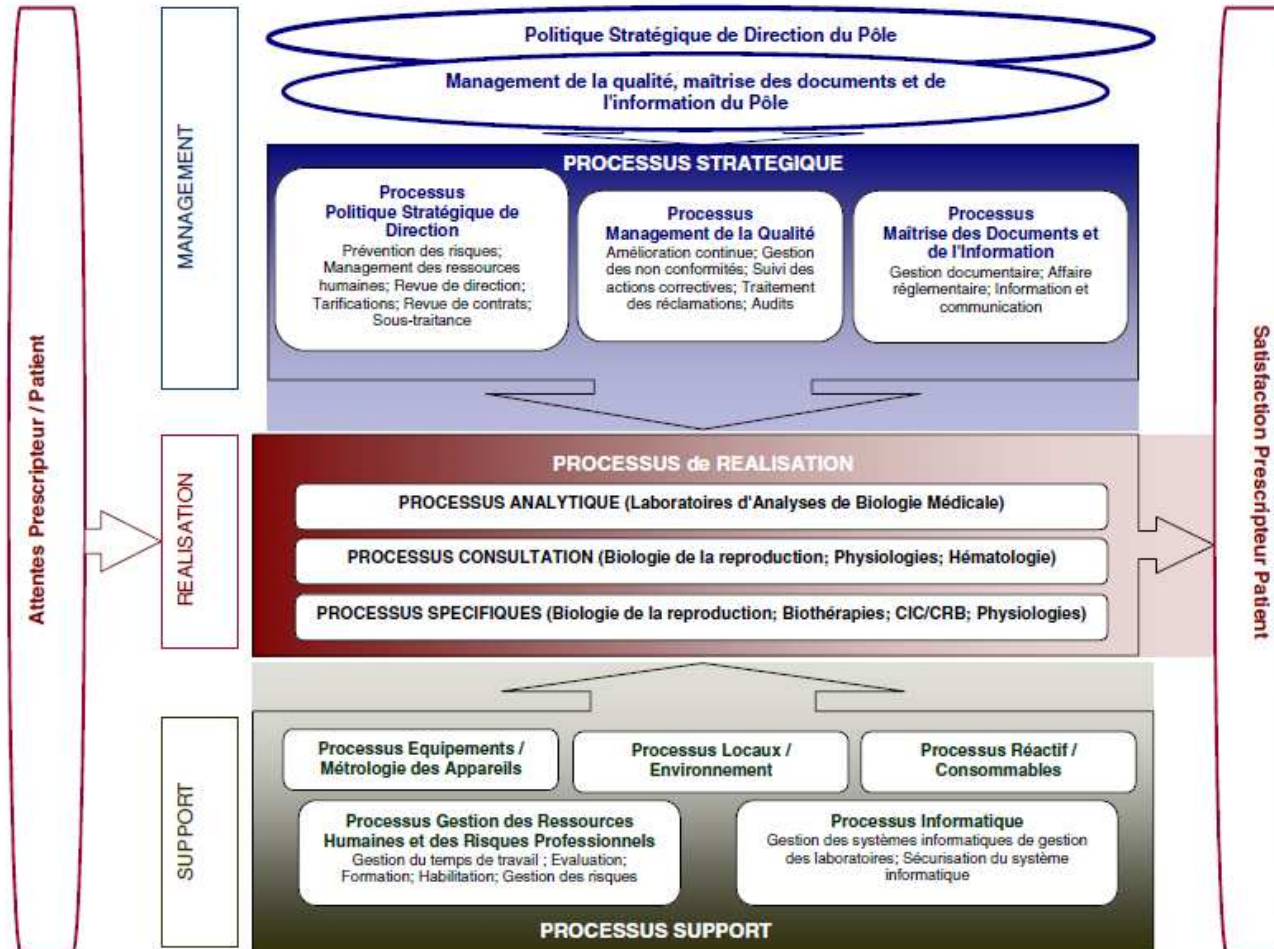 Politique Stratégique de Direction du Pôle
Management de la qualité, maîtrise des documents et de
l'information du Pôle
MANAGEMENT
PROCESSUS STRATEGIQUE
Processus
Politique Stratégique de
Direction
Prévention des risques;
Management des ressources
humaines; Revue de direction;
Tarifications; Revue de contrats;
Sous-traitance
Processus
Management de la Qualité
Amélioration continue; Gestion
des non conformités; Suivi des
actions correctives; Traitement
des réclamations; Audits
Processus
Maîtrise des Documents et
de l'Information
Gestion documentaire; Affaire
réglementaire; Information et
communication
Attentes Prescripteur / Patient
REALISATION
PROCESSUS de REALISATION
PROCESSUS ANALYTIQUE (Laboratoires d'Analyses de Biologie Médicale)
PROCESSUS CONSULTATION (Biologie de la reproduction; Physiologies; Hématologie)
PROCESSUS SPECIFIQUES (Biologie de la reproduction; Biothérapies; CIC/CRB; Physiologies)
Satisfaction Prescripteur Patient
SUPPORT
Processus Equipements /
Métrologie des Appareils
Processus Locaux /
Environnement
Processus Réactif /
Consommables
Processus Gestion des Ressources
Humaines et des Risques Professionnels
Gestion du temps de travail ; Evaluation;
Formation; Habilitation; Gestion des risques
Processus Informatique
Gestion des systèmes informatiques de gestion
des laboratoires; Sécurisation du système
informatique
PROCESSUS SUPPORT